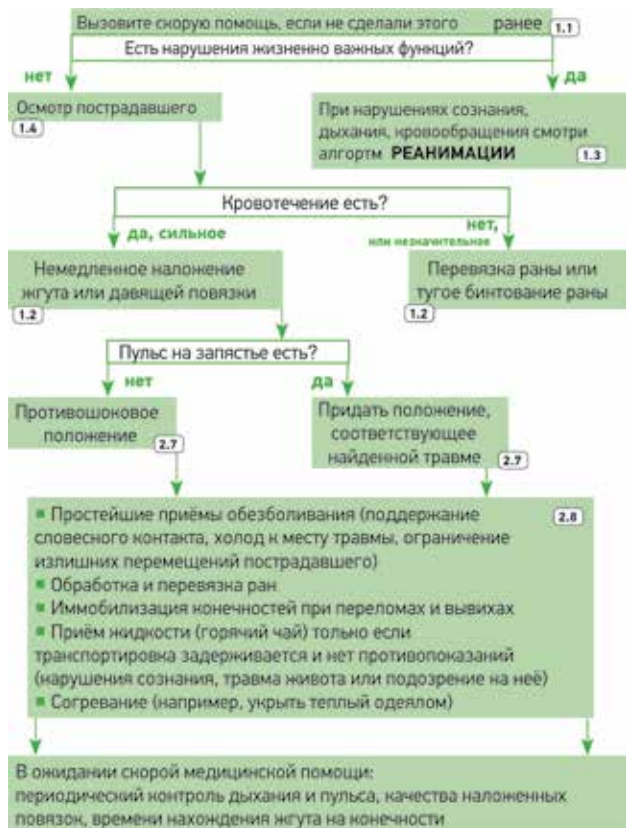 Вызовите скорую помощь, если не сделали этого ранее 1.1
Есть нарушения жизненно важных функций?
нет
да
Осмотр пострадавшего
1.4
При нарушениях сознания,
дыхания, кровообращения смотри
алгортм РЕАНИМАЦИИ 1.3
Кровотечение есть?
да, сильное
нет,
или незначительное
Немедленное наложение
жгута или давящей повязки
1.2
Перевязка раны или
тугое бинтование раны
1.2
Пульс на запястье есть?
нет
да
Противошоковое
положение
2.7
Придать положение,
соответствующее
найденной травме
2.7
▪ Простейшие приёмы обезболивания (поддержание 2.8
словесного контакта, холод к месту травмы, ограничение
излишних перемещений пострадавшего)
▪ Обработка и перевязка ран
▪ Иммобилизация конечностей при переломах и вывихах
▪ Приём жидкости (горячий чай) только если
транспортировка задерживается и нет противопоказаний
(нарушения сознания, травма живота или подозрение на неё)
▪ Согревание (например, укрыть теплый одеялом)
В ожидании скорой медицинской помощи:
периодический контроль дыхания и пульса, качества наложенных
повязок, времени нахождения жгута на конечности